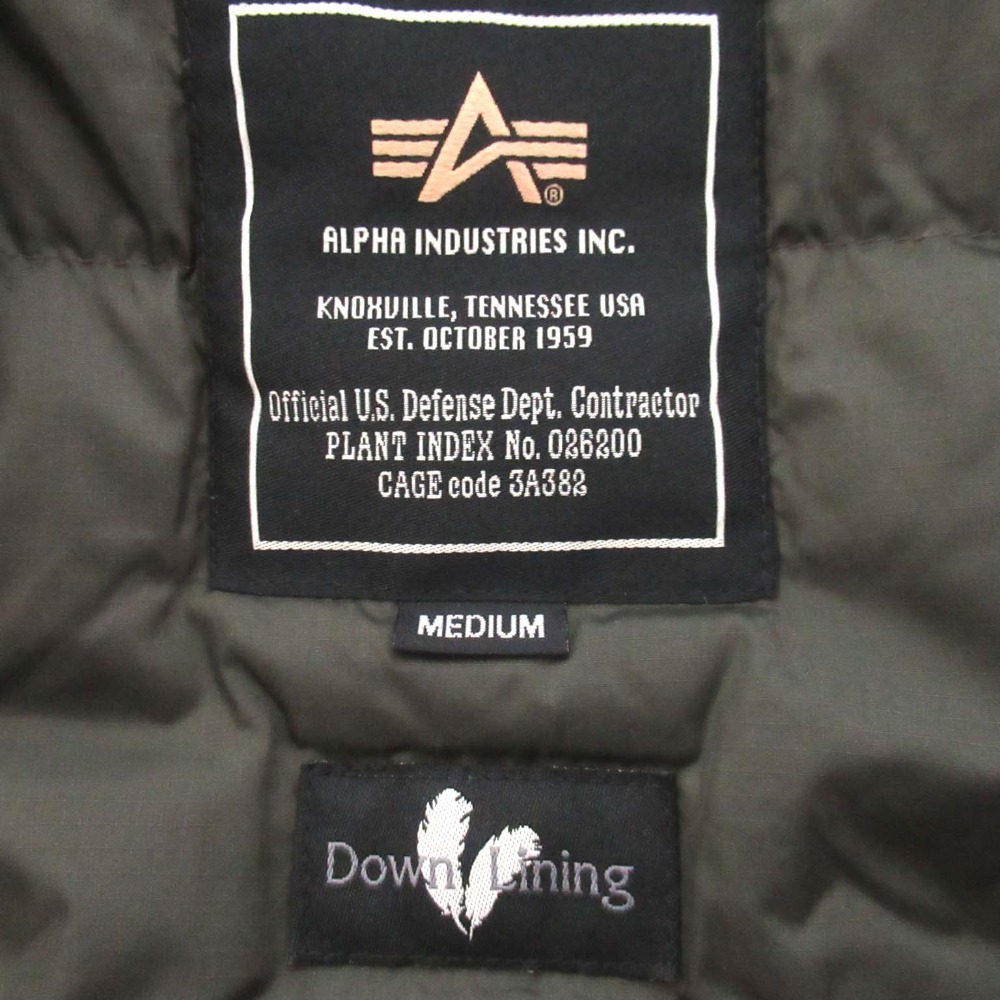 ®
ALPHA INDUSTRIES INC.
KNOXVILLE, TENNESSEE USA
EST. OCTOBER 1959
Official U.S. Defense Dept. Contractor
PLANT INDEX No. 026200
CAGE code 3A382
MEDIUM
Down Lining